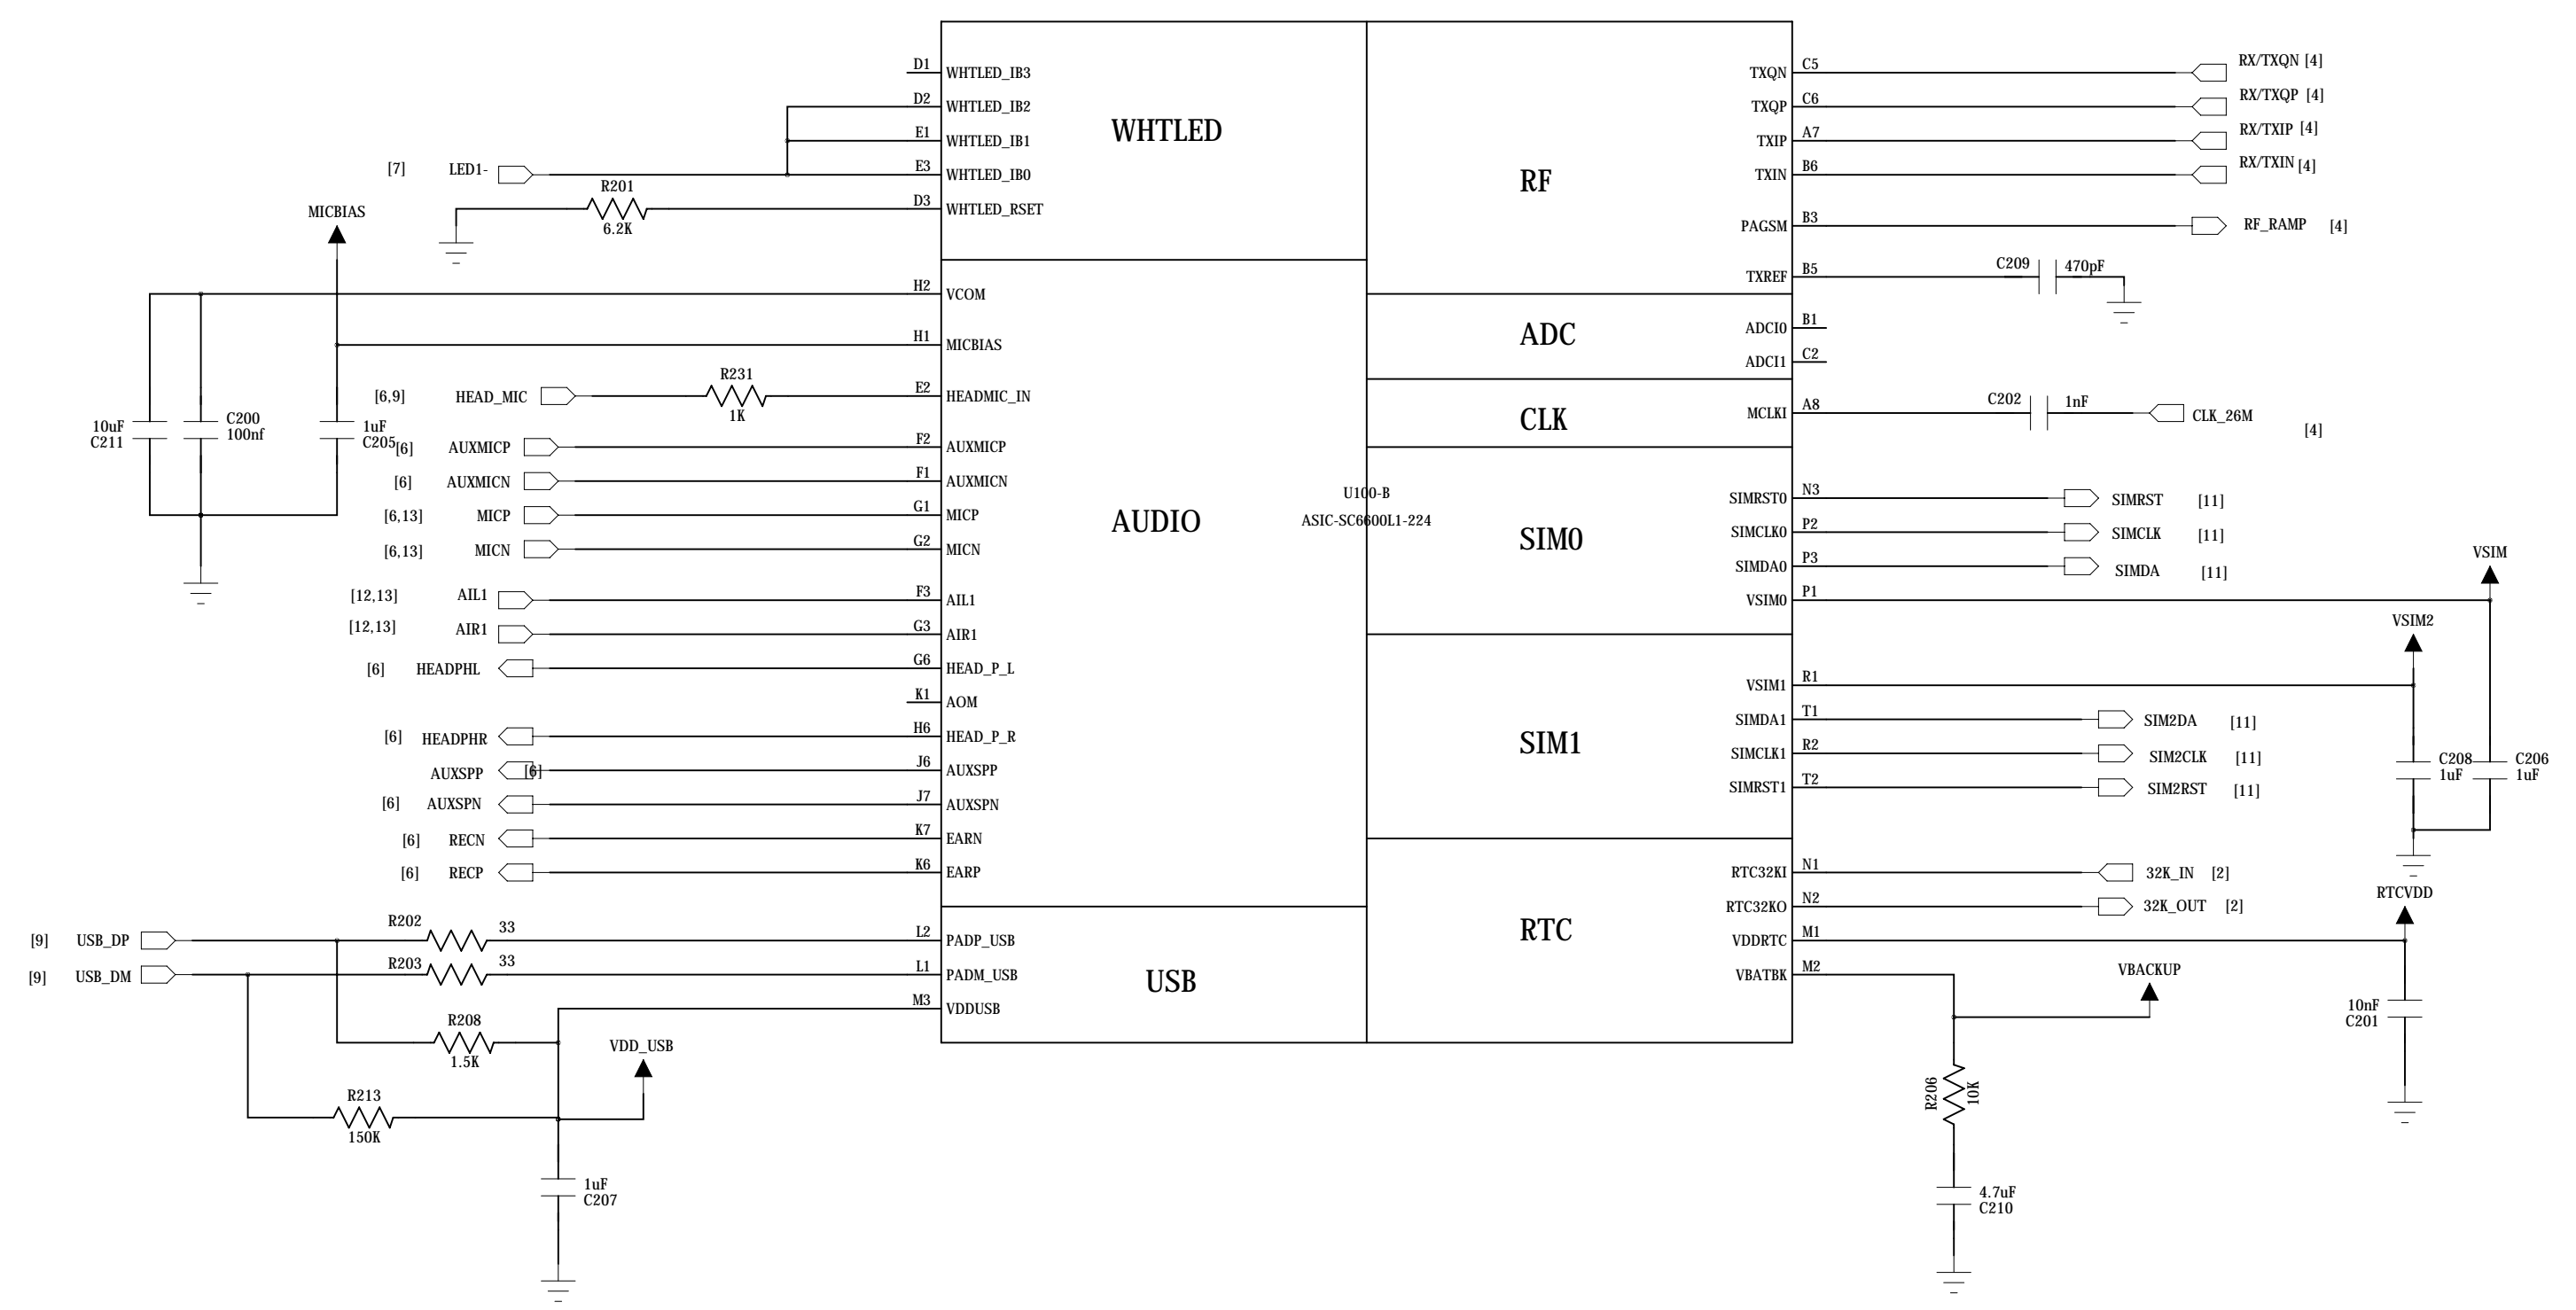 D1 WHTLED_IB3
D2 WHTLED_IB2
E1 WHTLED_IB1
[7] LED1- E3 WHTLED_IB0
R201
6.2K
D3 WHTLED_RSET
WHTLED
MICBIAS
H2 VCOM
H1 MICBIAS
10uF
C211
C200
100nf
1uF
C205
[6,9] HEAD_MIC R231 E2 HEADMIC_IN
1K
[6] AUXMICP F2 AUXMICP
[6] AUXMICN F1 AUXMICN
[6,13] MICP G1 MICP
[6,13] MICN G2 MICN
[12,13] AIL1 F3 AIL1
[12,13] AIR1 G3 AIR1
[6] HEADPHL G6 HEAD_P_L
K1 AOM
[6] HEADPHR H6 HEAD_P_R
AUXSPP [6] J6 AUXSPP
[6] AUXSPN J7 AUXSPN
[6] RECN K7 EARN
[6] RECP K6 EARP
AUDIO
U100-B
ASIC-SC6600L1-224
[9] USB_DP R202 33 L2 PADP_USB
[9] USB_DM R203 33 L1 PADM_USB
M3 VDDUSB
USB
R208
1.5K
VDD_USB
R213
150K
1uF
C207
RF
TXQN C5 RX/TXQN [4]
TXQP C6 RX/TXQP [4]
TXIP A7 RX/TXIP [4]
TXIN B6 RX/TXIN [4]
PAGSM B3 RF_RAMP [4]
TXREF B5 C209 470pF
ADC
ADCI0 B1
ADCI1 C2
CLK
MCLKI A8 C202 1nF CLK_26M
[4]
SIM0
SIMRST0 N3 SIMRST [11]
SIMCLK0 P2 SIMCLK [11]
SIMDA0 P3 SIMDA [11]
VSIM0 P1
VSIM
VSIM2
SIM1
VSIM1 R1
SIMDA1 T1 SIM2DA [11]
SIMCLK1 R2 SIM2CLK [11]
SIMRST1 T2 SIM2RST [11]
C208
1uF
C206
1uF
RTC
RTC32KI N1 32K_IN [2]
RTC32KO N2 32K_OUT [2]
RTCVDD
VDDRTC M1
VBATBK M2
VBACKUP
10nF
C201
R206
10K
4.7uF
C210